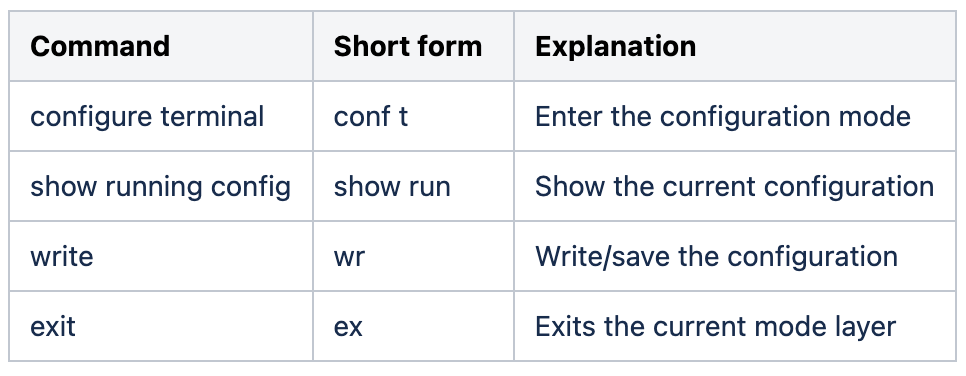 Command Short form Explanation
configure terminal conf t Enter the configuration mode
show running config show run Show the current configuration
write wr Write/save the configuration
exit ex Exits the current mode layer